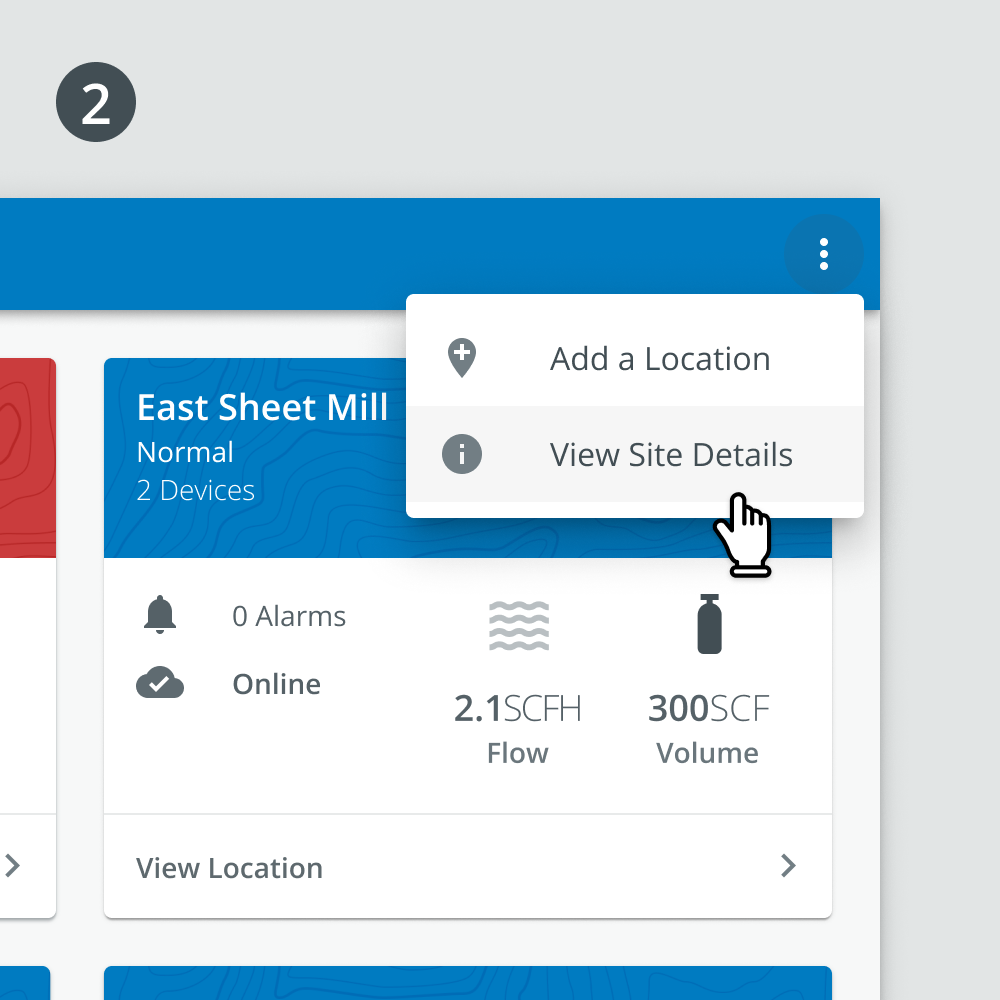 2
Add a Location
View Site Details
East Sheet Mill
Normal
2 Devices
0 Alarms
Online
2.1SCFH
Flow
300SCF
Volume
View Location